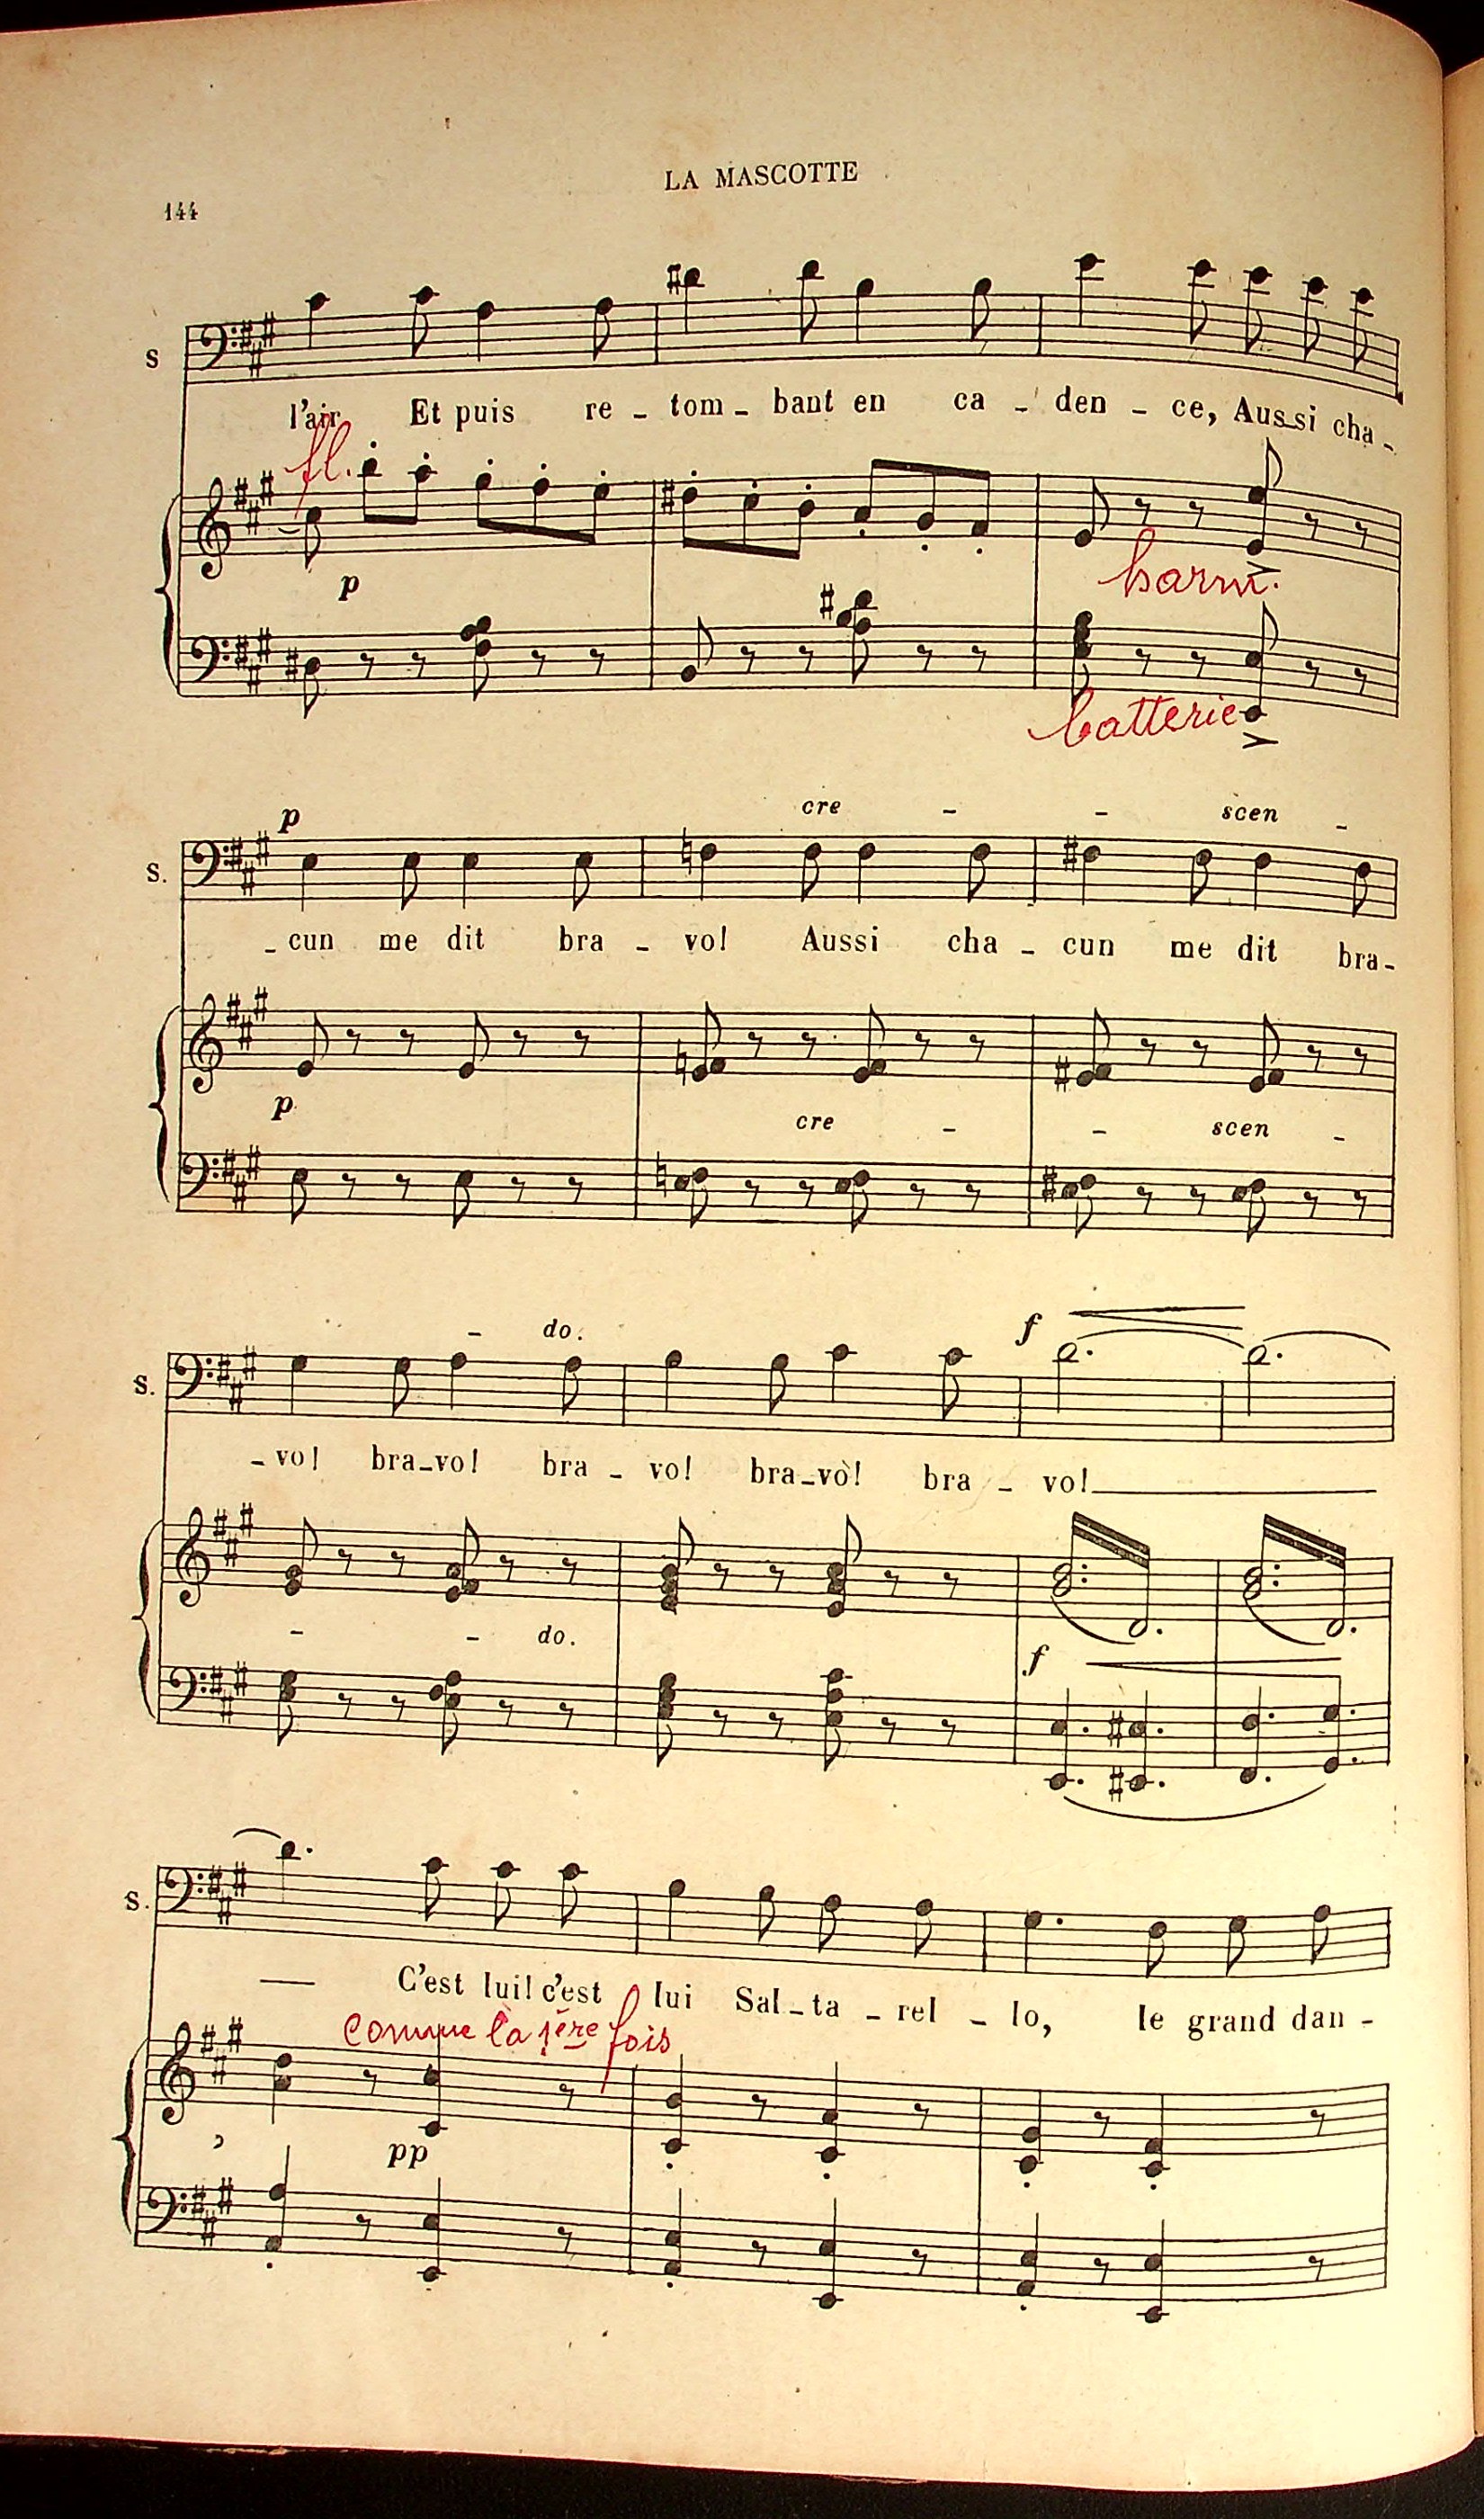 LA MASCOTTE
144
S
l'air Et puis re - tom - bant en ca - den - ce, Aussi cha -
fl.
p
harm.
batterie
p cre - - scen -
S.
- cun me dit bra - vo! Aussi cha - cun me dit bra -
p cre - - scen -
- do. f
S.
- vo! bra - vo! bra - vo! bra - vo! bra - vo!
- - do. f
S.
C'est lui! c'est lui Sal - ta - rel - lo, le grand dan -
comme la 1ère fois
pp